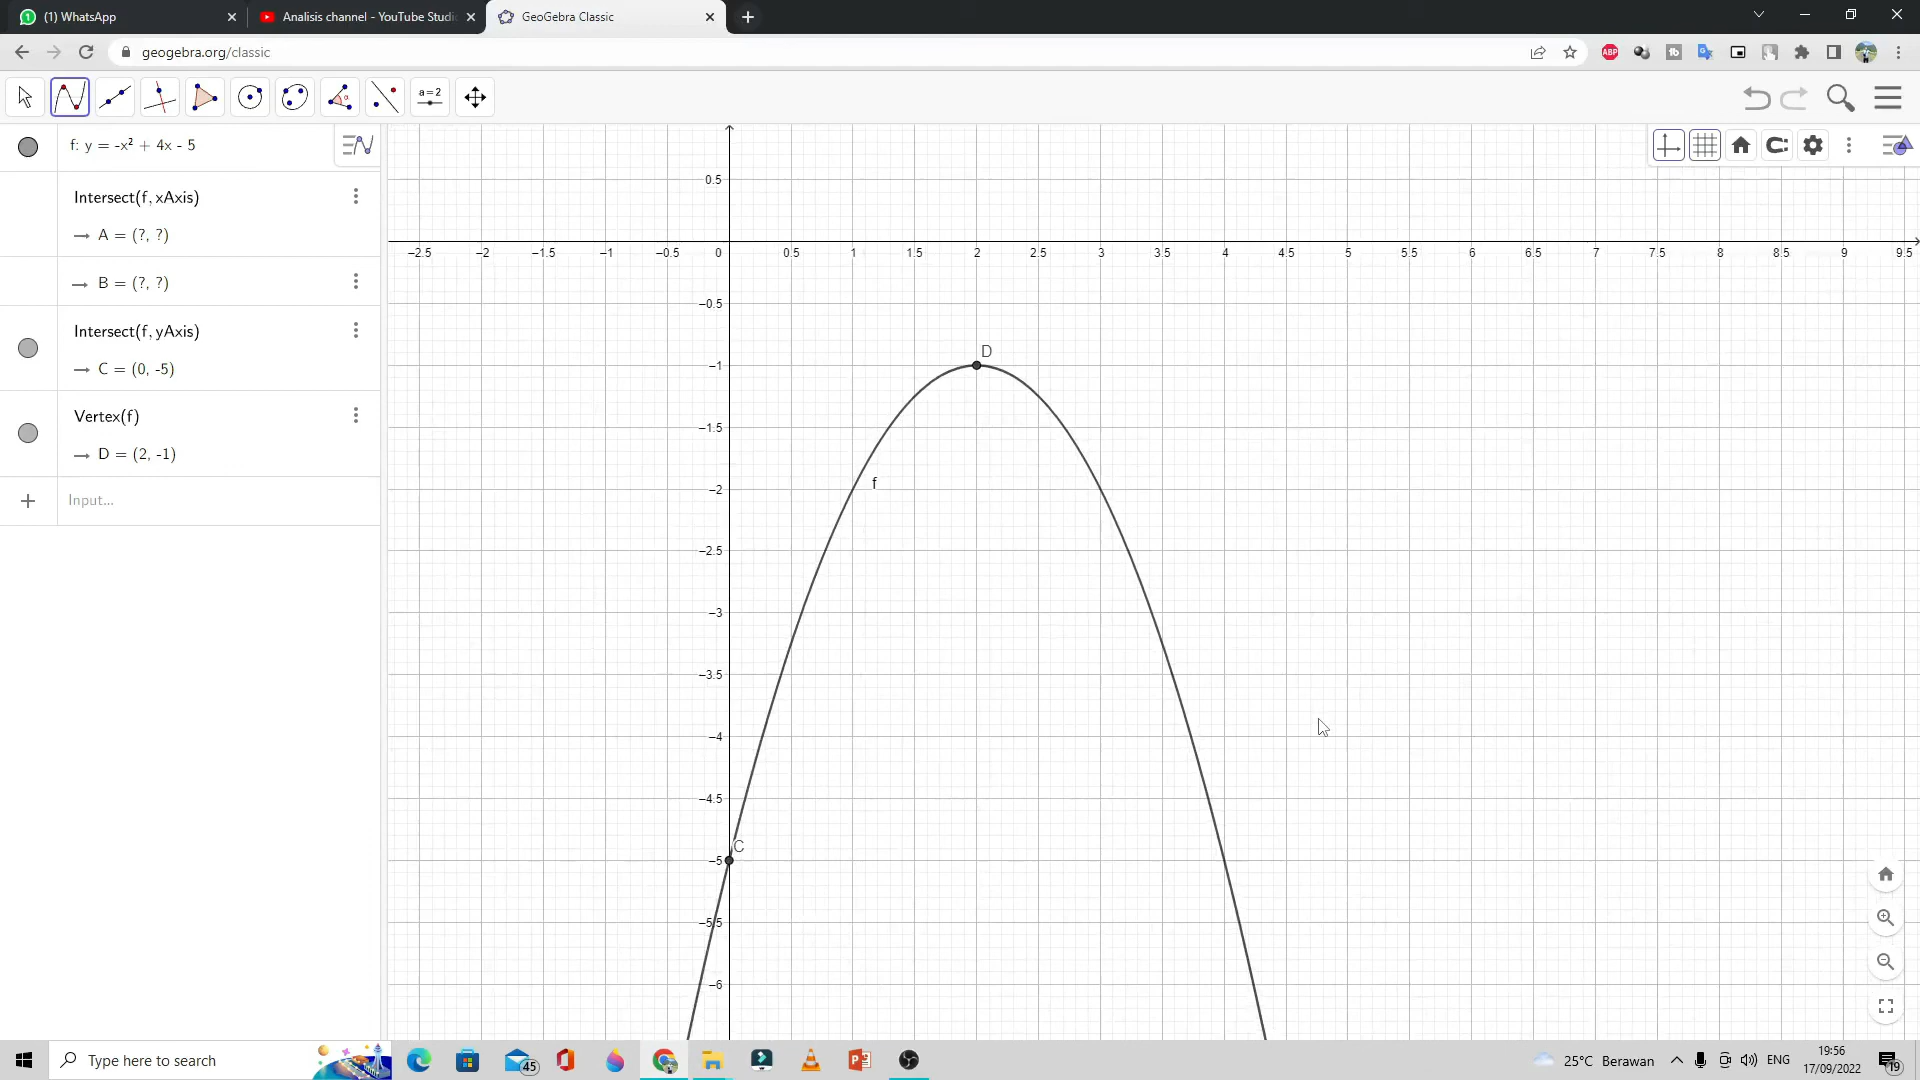 (1) WhatsApp
Analisis channel - YouTube Studi
GeoGebra Classic
geogebra.org/classic
ABP
a=2
f: y = -x² + 4x - 5
Intersect(f, xAxis)
→ A = (?, ?)
→ B = (?, ?)
Intersect(f, yAxis)
→ C = (0, -5)
Vertex(f)
→ D = (2, -1)
+ Input...
0.5
−2.5 −2 −1.5 −1 −0.5 0 0.5 1 1.5 2 2.5 3 3.5 4 4.5 5 5.5 6 6.5 7 7.5 8 8.5 9 9.5
−0.5
D
−1
−1.5
f
−2
−2.5
−3
−3.5
−4
−4.5
C
−5
−5.5
−6
Type here to search
45
25°C Berawan
ENG
19:56
17/09/2022
19